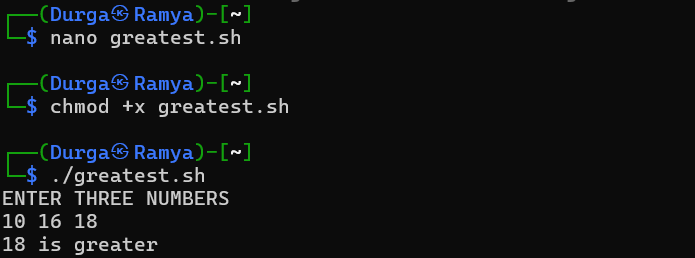 ┌──(Durga㉿Ramya)-[~]
└─$ nano greatest.sh
┌──(Durga㉿Ramya)-[~]
└─$ chmod +x greatest.sh
┌──(Durga㉿Ramya)-[~]
└─$ ./greatest.sh
ENTER THREE NUMBERS
10 16 18
18 is greater